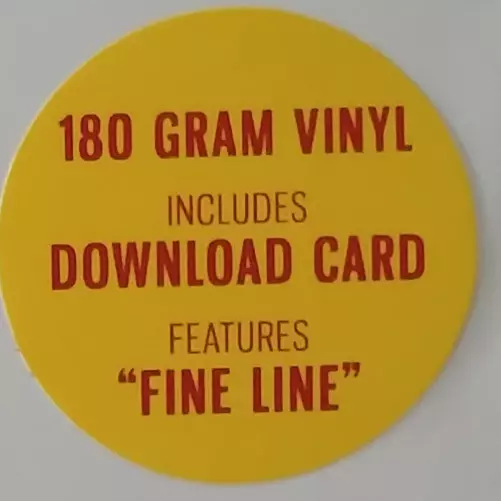 180 GRAM VINYL
INCLUDES
DOWNLOAD CARD
FEATURES
“FINE LINE”